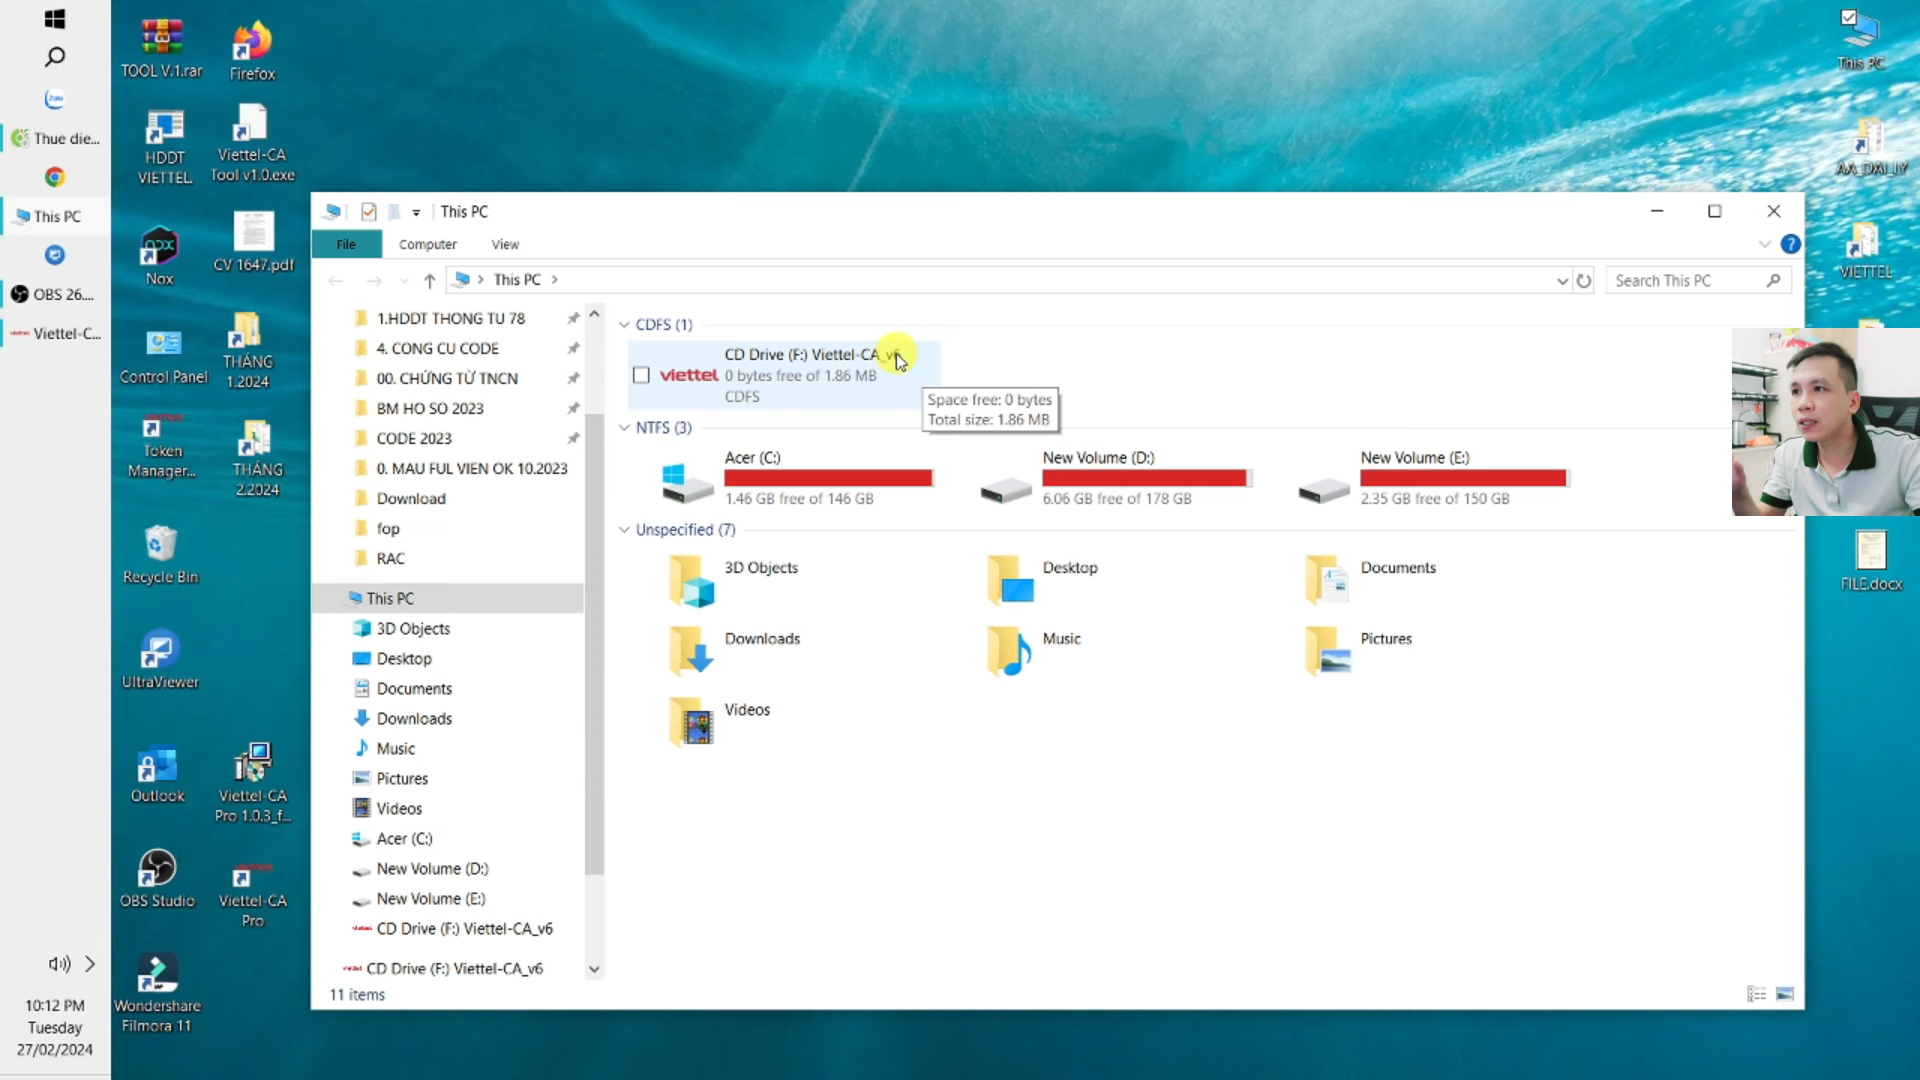 Zalo
Thue die...
This PC
OBS 26....
Viettel-C...
10:12 PM
Tuesday
27/02/2024
TOOL V.1.rar
Firefox
HDDT
VIETTEL
Viettel-CA
Tool v1.0.exe
Nox
CV 1647.pdf
Control Panel
THÁNG
1.2024
Token
Manager...
THÁNG
2.2024
Recycle Bin
UltraViewer
Outlook
Viettel-CA
Pro 1.0.3_f...
OBS Studio
Viettel-CA
Pro
Wondershare
Filmora 11
This PC
File
Computer
View
This PC
Search This PC
1.HDDT THONG TU 78
4. CONG CU CODE
00. CHỨNG TỪ TNCN
BM HO SO 2023
CODE 2023
0. MAU FUL VIEN OK 10.2023
Download
fop
RAC
This PC
3D Objects
Desktop
Documents
Downloads
Music
Pictures
Videos
Acer (C:)
New Volume (D:)
New Volume (E:)
CD Drive (F:) Viettel-CA_v6
CD Drive (F:) Viettel-CA_v6
11 items
CDFS (1)
viettel
CD Drive (F:) Viettel-CA_v6
0 bytes free of 1.86 MB
CDFS
Space free: 0 bytes
Total size: 1.86 MB
NTFS (3)
Acer (C:)
1.46 GB free of 146 GB
New Volume (D:)
6.06 GB free of 178 GB
New Volume (E:)
2.35 GB free of 150 GB
Unspecified (7)
3D Objects
Desktop
Documents
Downloads
Music
Pictures
Videos
This PC
AA_DAI_LY
VIETTEL
FILE.docx